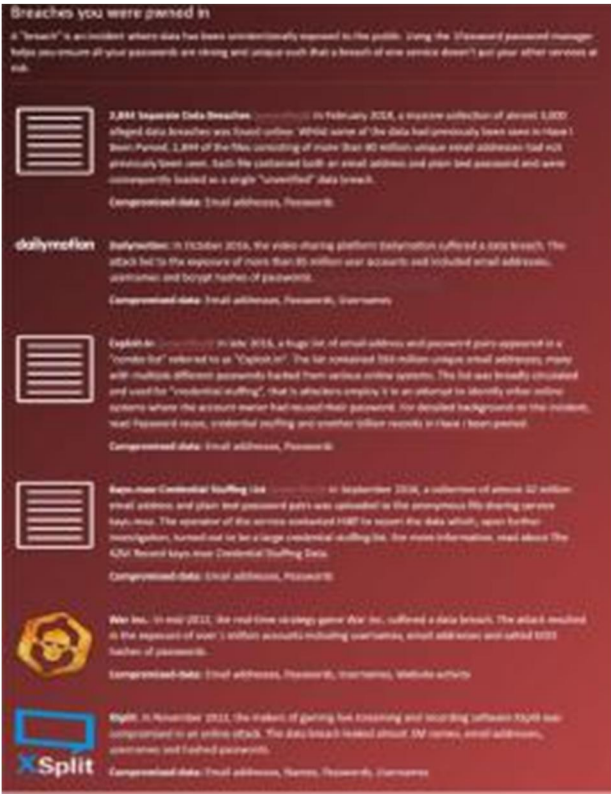 Breaches you were pwned in
A "breach" is an incident where data has been unintentionally exposed to the public. Using the 1Password password manager
helps you ensure all your passwords are strong and unique such that a breach of one service doesn't put your other services at
risk.
2,844 Separate Data Breaches In February 2018, a massive collection of almost 3,000
alleged data breaches was found online. Whilst some of the data had previously been seen in Have I
Been Pwned, 2,844 of the files consisting of more than 80 million unique email addresses had not
previously been seen. Each file contained both an email address and plain text password and were
consequently loaded as a single "unverified" data breach.
Compromised data: Email addresses, Passwords
dailymotion
Dailymotion: In October 2016, the video sharing platform Dailymotion suffered a data breach. The
attack led to the exposure of more than 85 million user accounts and included email addresses,
usernames and bcrypt hashes of passwords.
Compromised data: Email addresses, Passwords, Usernames
Exploit.In In late 2016, a huge list of email address and password pairs appeared in a
"combo list" referred to as "Exploit.In". The list contained 593 million unique email addresses, many
with multiple different passwords hacked from various online systems. The list was broadly circulated
and used for "credential stuffing", that is attackers employ it in an attempt to identify other online
systems where the account owner had reused their password. For detailed background on this incident,
read Password reuse, credential stuffing and another billion records in Have I been pwned.
Compromised data: Email addresses, Passwords
Kayo.moe Credential Stuffing List In September 2018, a collection of almost 42 million
email address and plain text password pairs was uploaded to the anonymous file sharing service
kayo.moe. The operator of the service contacted HIBP to report the data which, upon further
investigation, turned out to be a large credential stuffing list. For more information, read about The
42M Record kayo.moe Credential Stuffing Data.
Compromised data: Email addresses, Passwords
War Inc.: In mid-2012, the real-time strategy game War Inc. suffered a data breach. The attack resulted
in the exposure of over 1 million accounts including usernames, email addresses and salted MD5
hashes of passwords.
Compromised data: Email addresses, Passwords, Usernames, Website activity
XSplit
XSplit: In November 2013, the makers of gaming live streaming and recording software XSplit was
compromised in an online attack. The data breach leaked almost 3M names, email addresses,
usernames and hashed passwords.
Compromised data: Email addresses, Names, Passwords, Usernames